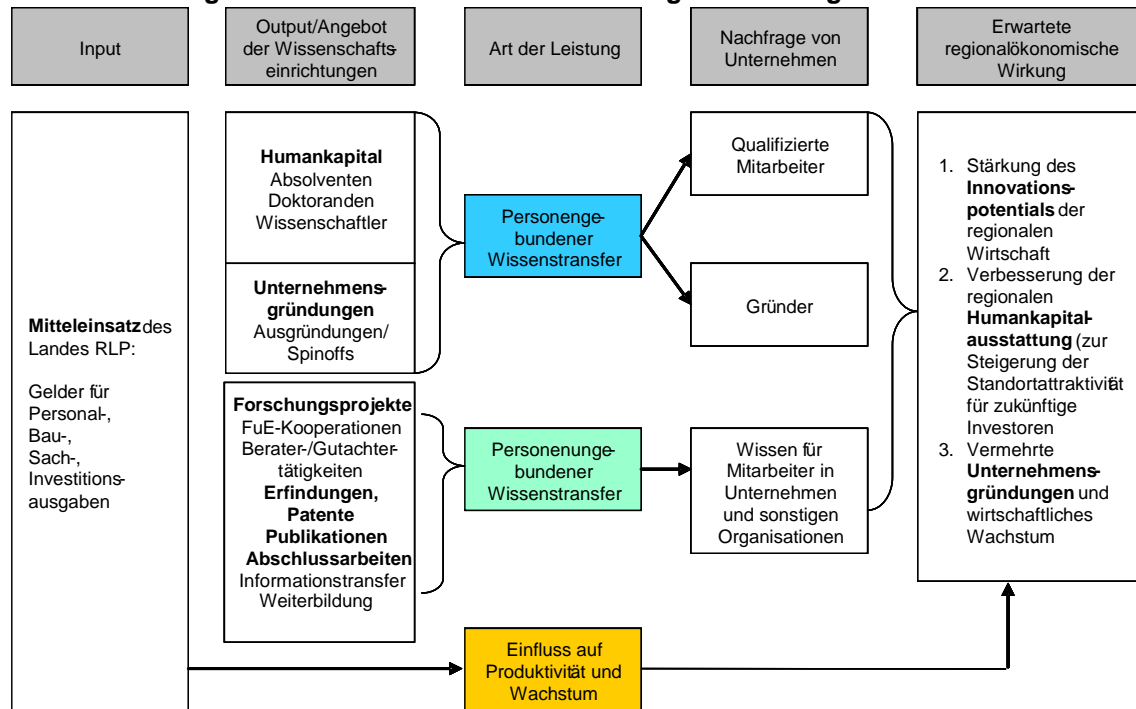 Input
Output/Angebot
der Wissenschafts-
einrichtungen
Art der Leistung
Nachfrage von
Unternehmen
Erwartete
regionalökonomische
Wirkung
Mitteleinsatz des
Landes RLP:
Gelder für
Personal-,
Bau-,
Sach-,
Investitions-
ausgaben
Humankapital
Absolventen
Doktoranden
Wissenschaftler
Unternehmens-
gründungen
Ausgründungen/
Spinoffs
Forschungsprojekte
FuE-Kooperationen
Berater-/Gutachter-
tätigkeiten
Erfindungen,
Patente
Publikationen
Abschlussarbeiten
Informationstransfer
Weiterbildung
Personenge-
bundener
Wissenstransfer
Personenunge-
bundener
Wissenstransfer
Einfluss auf
Produktivität und
Wachstum
Qualifizierte
Mitarbeiter
Gründer
Wissen für
Mitarbeiter in
Unternehmen
und sonstigen
Organisationen
1. Stärkung des
Innovations-
potentials der
regionalen
Wirtschaft
2. Verbesserung der
regionalen
Humankapital-
ausstattung (zur
Steigerung der
Standortattraktivität
für zukünftige
Investoren
3. Vermehrte
Unternehmens-
gründungen und
wirtschaftliches
Wachstum